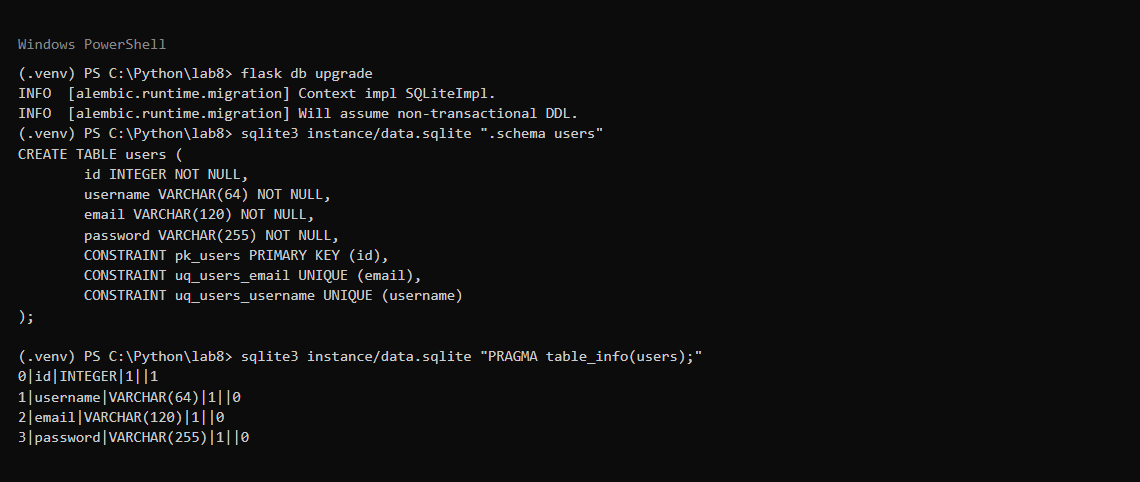 Windows PowerShell
(.venv) PS C:\Python\lab8> flask db upgrade
INFO  [alembic.runtime.migration] Context impl SQLiteImpl.
INFO  [alembic.runtime.migration] Will assume non-transactional DDL.
(.venv) PS C:\Python\lab8> sqlite3 instance/data.sqlite ".schema users"
CREATE TABLE users (
        id INTEGER NOT NULL,
        username VARCHAR(64) NOT NULL,
        email VARCHAR(120) NOT NULL,
        password VARCHAR(255) NOT NULL,
        CONSTRAINT pk_users PRIMARY KEY (id),
        CONSTRAINT uq_users_email UNIQUE (email),
        CONSTRAINT uq_users_username UNIQUE (username)
);
(.venv) PS C:\Python\lab8> sqlite3 instance/data.sqlite "PRAGMA table_info(users);"
0|id|INTEGER|1||1
1|username|VARCHAR(64)|1||0
2|email|VARCHAR(120)|1||0
3|password|VARCHAR(255)|1||0